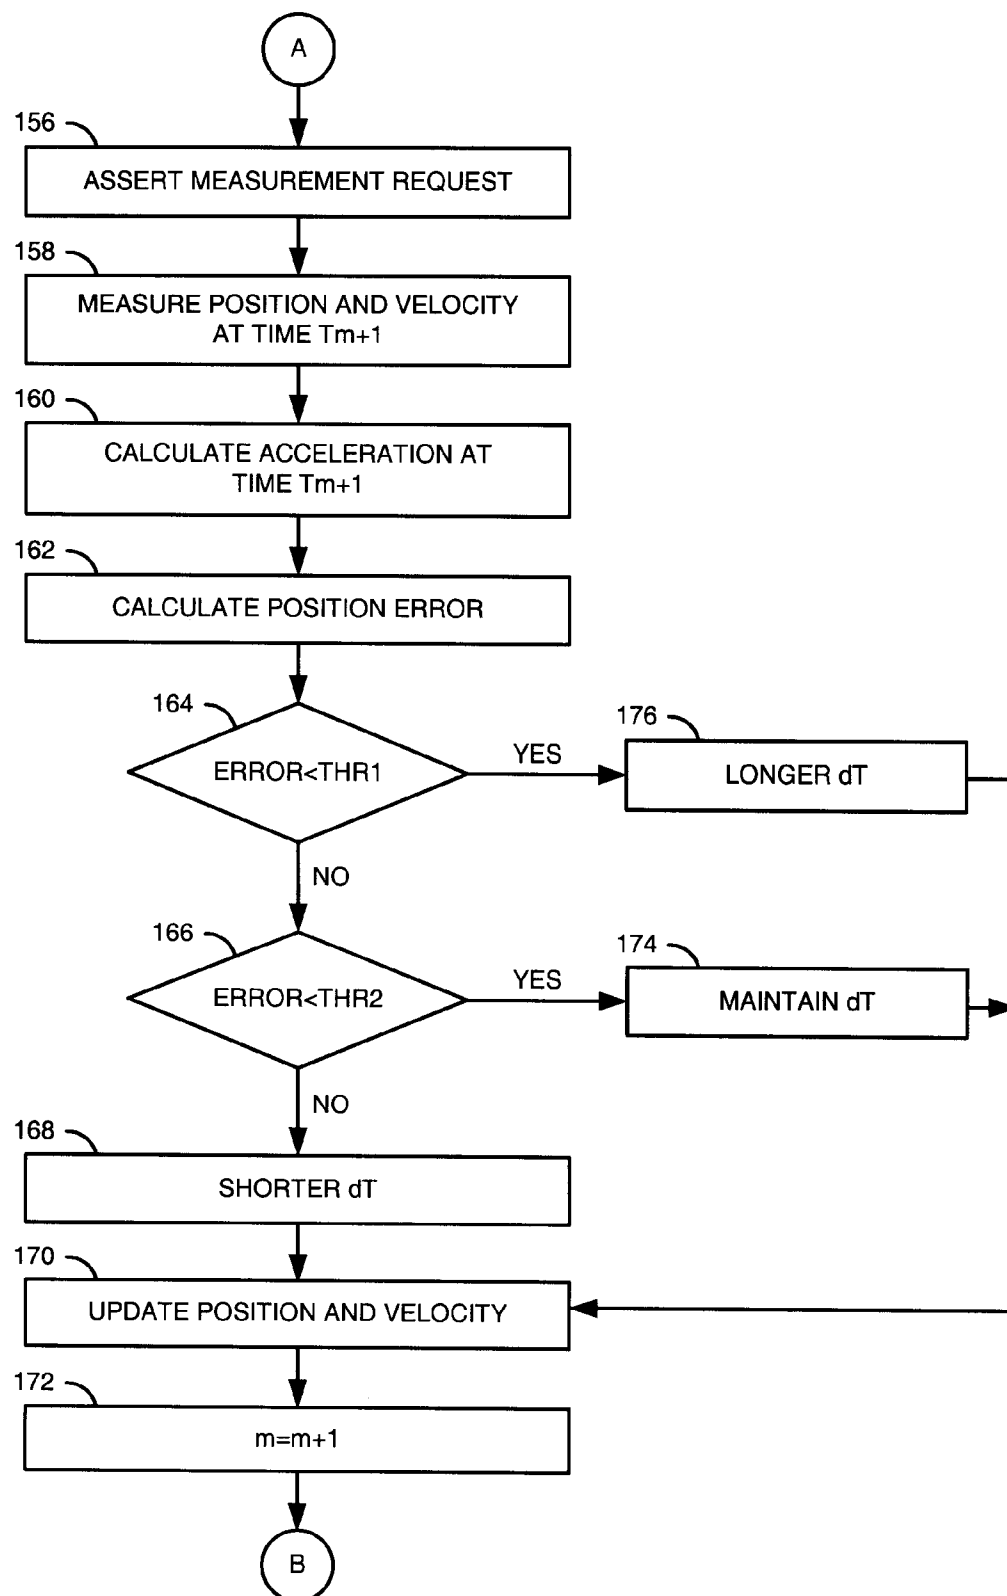 A
156
ASSERT MEASUREMENT REQUEST
158
MEASURE POSITION AND VELOCITY
AT TIME Tm+1
160
CALCULATE ACCELERATION AT
TIME Tm+1
162
CALCULATE POSITION ERROR
164
ERROR<THR1
YES
176
LONGER dT
NO
166
ERROR<THR2
YES
174
MAINTAIN dT
NO
168
SHORTER dT
170
UPDATE POSITION AND VELOCITY
172
m=m+1
B